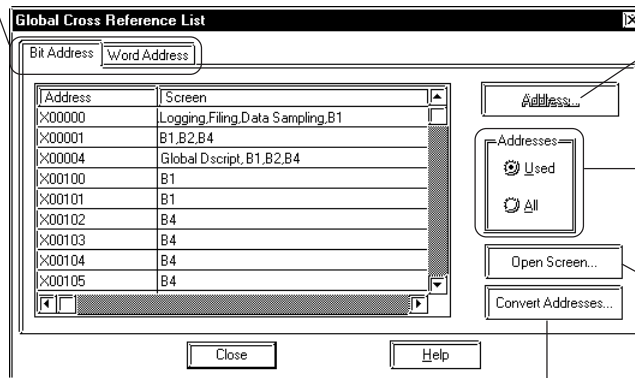 Global Cross Reference List
Bit Address Word Address
Address Screen
X00000 Logging,Filing,Data Sampling,B1
X00001 B1,B2,B4
X00004 Global Dscript, B1,B2,B4
X00100 B1
X00101 B1
X00102 B4
X00103 B4
X00104 B4
X00105 B4
Address...
Addresses
Used
All
Open Screen...
Convert Addresses...
Close Help